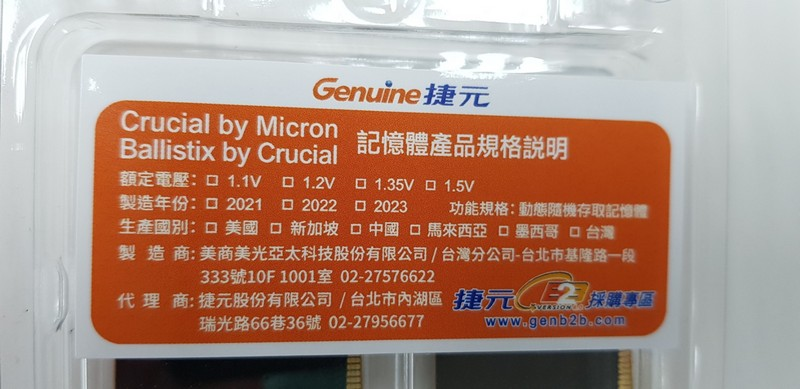 Genuine 捷元
Crucial by Micron
Ballistix by Crucial
記憶體產品規格說明
額定電壓：□ 1.1V □ 1.2V □ 1.35V □ 1.5V
製造年份：□ 2021 □ 2022 □ 2023 功能規格：動態隨機存取記憶體
生產國別：□ 美國 □ 新加坡 □ 中國 □ 馬來西亞 □ 墨西哥 □ 台灣
製造商：美商美光亞太科技股份有限公司 / 台灣分公司-台北市基隆路一段
333號10F 1001室 02-27576622
代理商：捷元股份有限公司 / 台北市內湖區
瑞光路66巷36號 02-27956677
捷元 B2B 採購專區
VERSION
www.genb2b.com